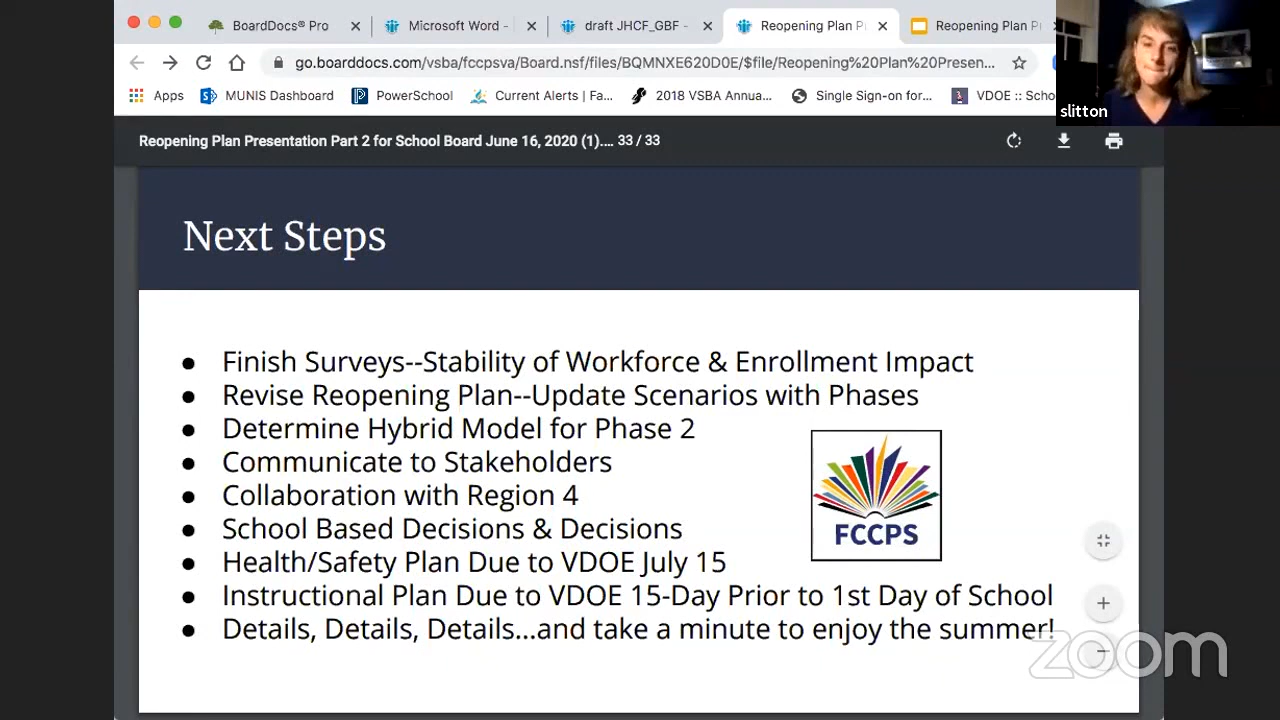 BoardDocs® Pro
Microsoft Word -
draft JHCF_GBF -
Reopening Plan P
Reopening Plan P
go.boarddocs.com/vsba/fccpsva/Board.nsf/files/BQMNXE620D0E/$file/Reopening%20Plan%20Presen...
Apps
MUNIS Dashboard
PowerSchool
Current Alerts | Fa...
2018 VSBA Annua...
Single Sign-on for...
VDOE :: Scho
slitton
Reopening Plan Presentation Part 2 for School Board June 16, 2020 (1).... 33 / 33
Next Steps
● Finish Surveys--Stability of Workforce & Enrollment Impact
● Revise Reopening Plan--Update Scenarios with Phases
● Determine Hybrid Model for Phase 2
● Communicate to Stakeholders
● Collaboration with Region 4
● School Based Decisions & Decisions
● Health/Safety Plan Due to VDOE July 15
● Instructional Plan Due to VDOE 15-Day Prior to 1st Day of School
● Details, Details, Details...and take a minute to enjoy the summer!
FCCPS
zoom